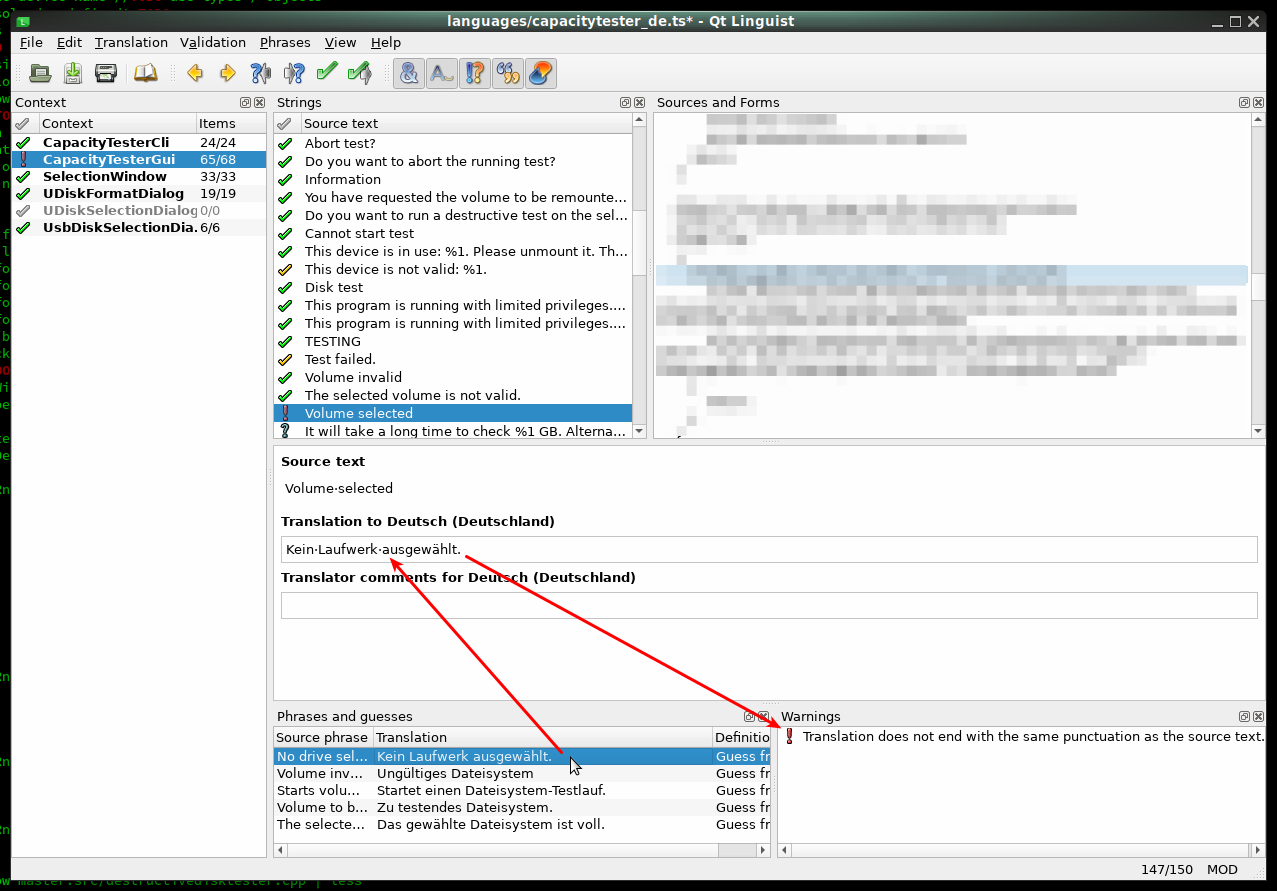 languages/capacitytester_de.ts* - Qt Linguist
File Edit Translation Validation Phrases View Help
Context
Context Items
CapacityTesterCli 24/24
CapacityTesterGui 65/68
SelectionWindow 33/33
UDiskFormatDialog 19/19
UDiskSelectionDialog 0/0
UsbDiskSelectionDia. 6/6
Strings
Source text
Abort test?
Do you want to abort the running test?
Information
You have requested the volume to be remounte...
Do you want to run a destructive test on the sel...
Cannot start test
This device is in use: %1. Please unmount it. Th...
This device is not valid: %1.
Disk test
This program is running with limited privileges....
This program is running with limited privileges....
TESTING
Test failed.
Volume invalid
The selected volume is not valid.
Volume selected
It will take a long time to check %1 GB. Alterna...
Sources and Forms
Source text
Volume·selected
Translation to Deutsch (Deutschland)
Kein·Laufwerk·ausgewählt.
Translator comments for Deutsch (Deutschland)
Phrases and guesses
Source phrase Translation Definitio
No drive sel... Kein Laufwerk ausgewählt. Guess fr
Volume inv... Ungültiges Dateisystem Guess fr
Starts volu... Startet einen Dateisystem-Testlauf. Guess fr
Volume to b... Zu testendes Dateisystem. Guess fr
The selecte... Das gewählte Dateisystem ist voll. Guess fr
Warnings
Translation does not end with the same punctuation as the source text.
147/150 MOD